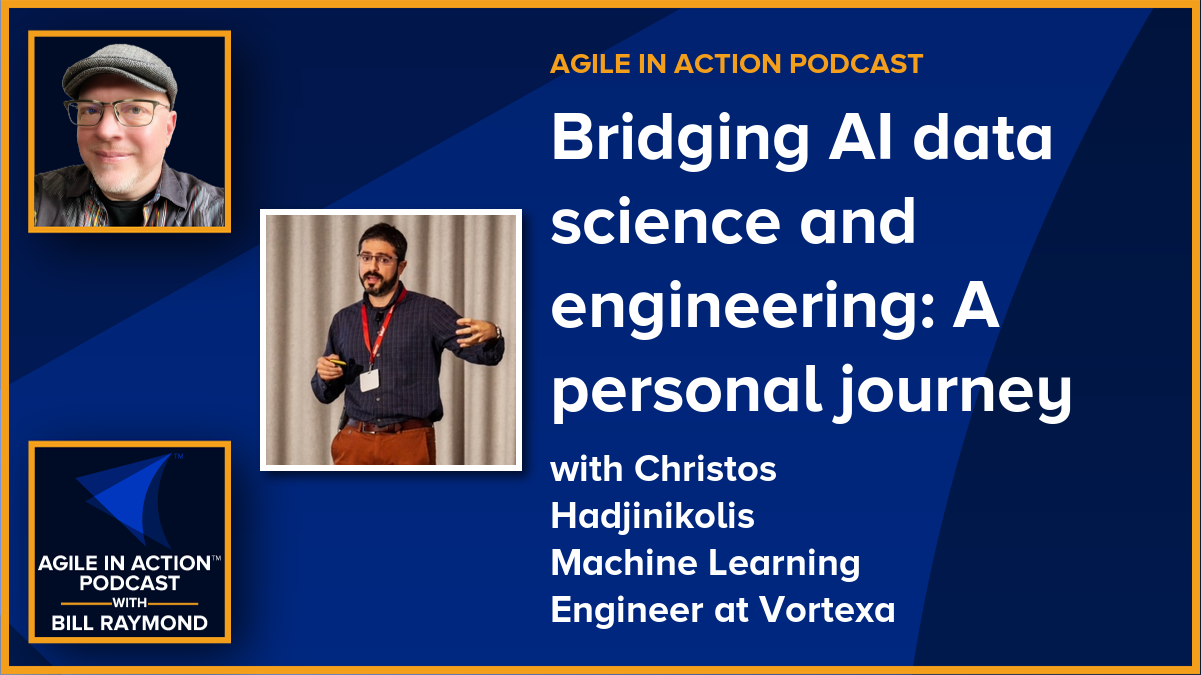 AGILE IN ACTION PODCAST
Bridging AI data
science and
engineering: A
personal journey
with Christos
Hadjinikolis
Machine Learning
Engineer at Vortexa
TM
AGILE IN ACTION™
PODCAST
WITH
BILL RAYMOND